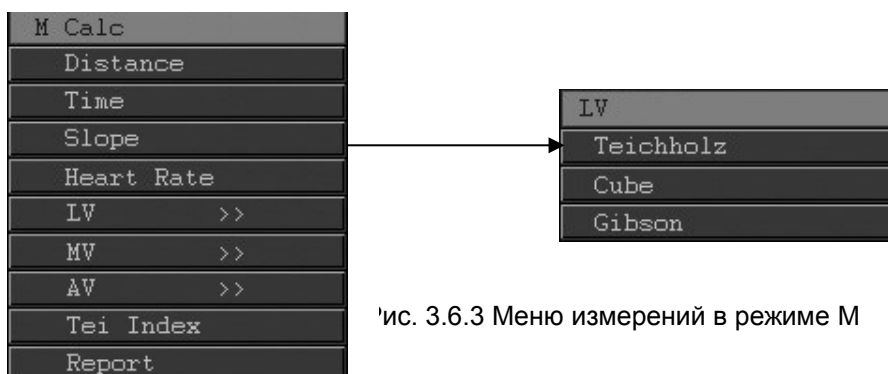 M Calc
Distance
Time
Slope
Heart Rate
LV >>
MV >>
AV >>
Tei Index
Report
LV
Teichholz
Cube
Gibson
Рис. 3.6.3 Меню измерений в режиме М